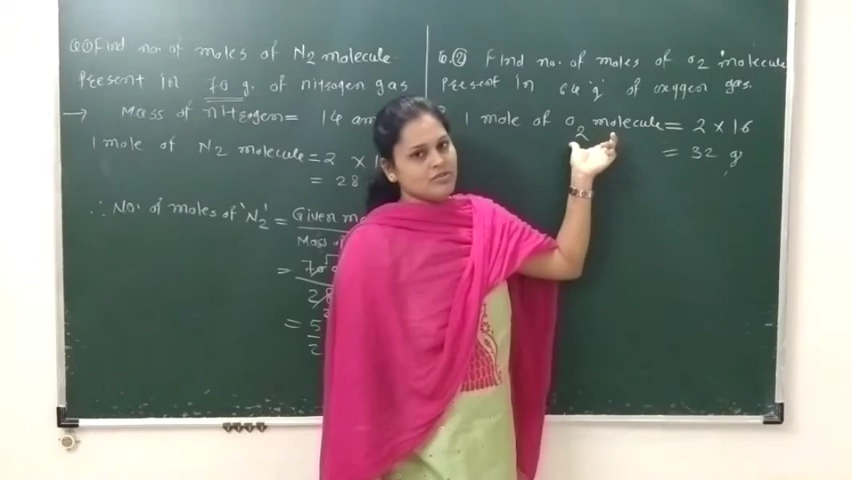 Q.① Find no. of moles of N2 molecule.
Present in 70 g. of nitrogen gas
→ Mass of nitrogen = 14 am
1 mole of N2 molecule = 2 × 1
= 28
∴ No. of moles of 'N2' = Given ma
Mass of
= 70
28
= 5
2
Q.② Find no. of moles of O2 molecule
Present in 64 'g' of oxygen gas.
1 mole of O2 molecule = 2 × 16
= 32 g